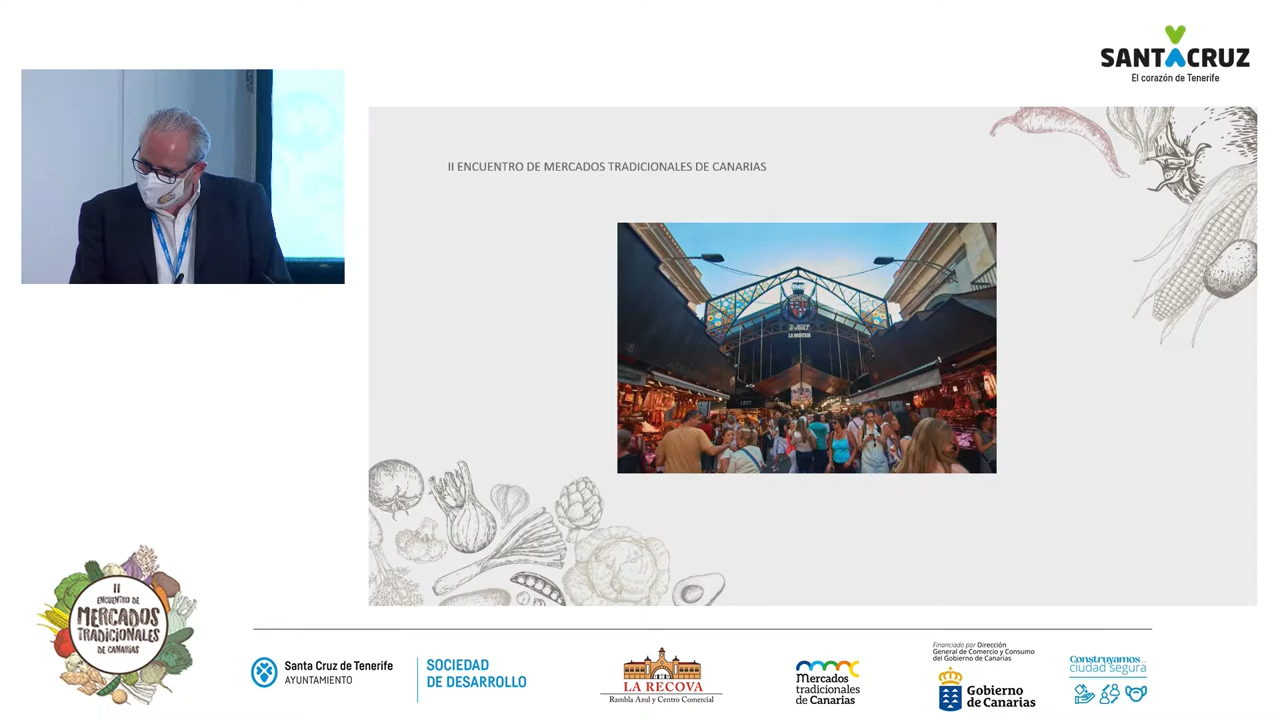 SANTACRUZ
El corazón de Tenerife
II ENCUENTRO DE MERCADOS TRADICIONALES DE CANARIAS
LA BOQUERIA
II
ENCUENTRO DE
MERCADOS
TRADICIONALES
DE CANARIAS
Santa Cruz de Tenerife
AYUNTAMIENTO
SOCIEDAD
DE DESARROLLO
LA RECOVA
Rambla Azul y Centro Comercial
Mercados
tradicionales
de Canarias
Financiado por Dirección
General de Comercio y Consumo
del Gobierno de Canarias
Gobierno
de Canarias
Construyamos...
ciudad segura